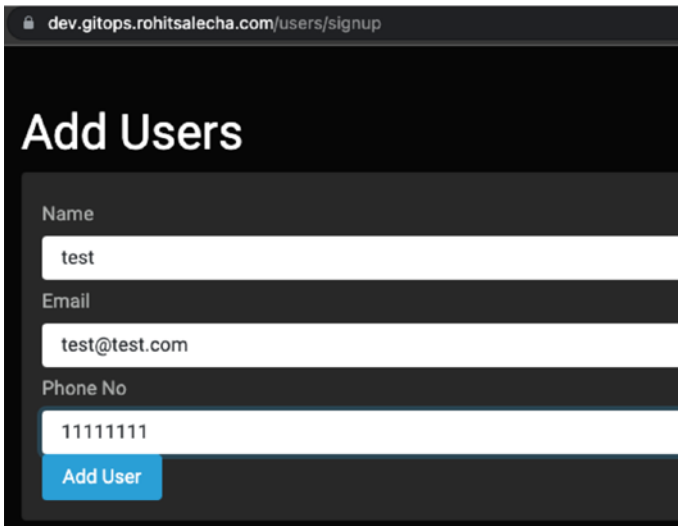 dev.gitops.rohitsalecha.com/users/signup
Add Users
Name
test
Email
test@test.com
Phone No
11111111
Add User